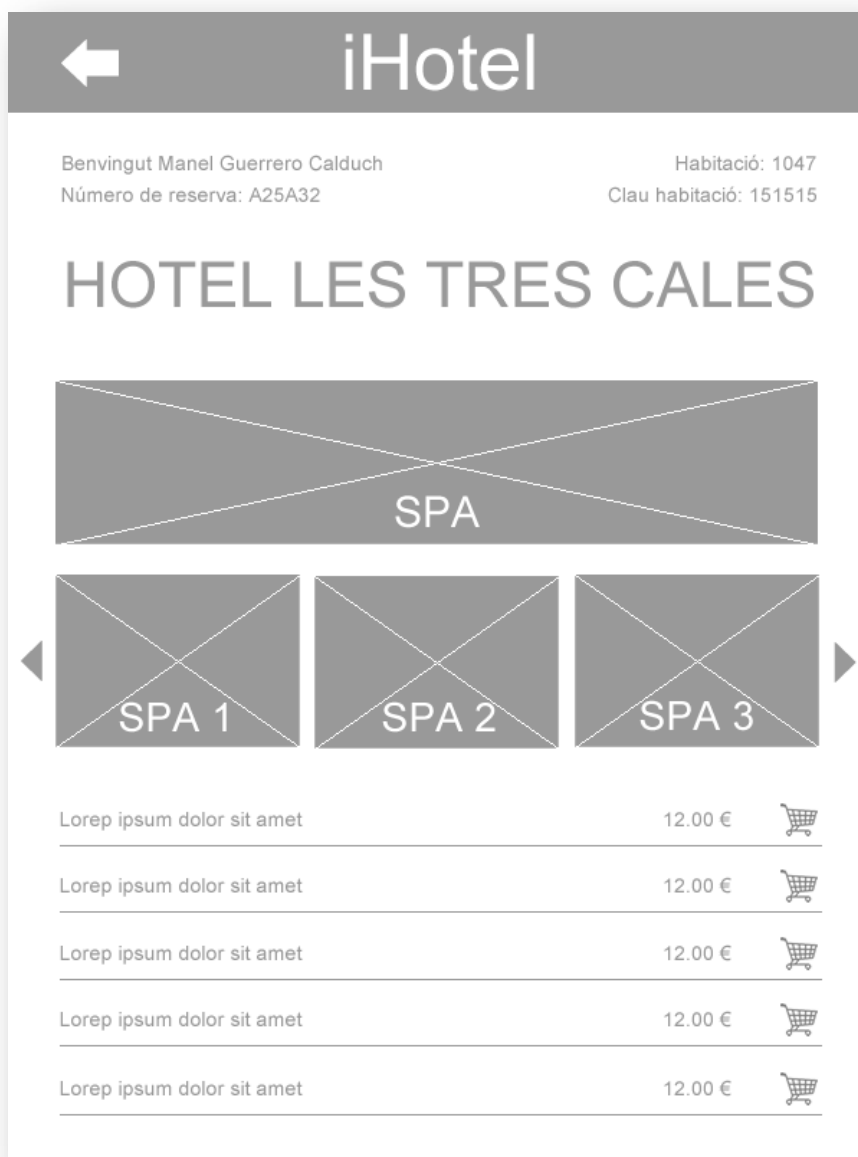 iHotel
Benvingut Manel Guerrero Calduch
Habitació: 1047
Número de reserva: A25A32
Clau habitació: 151515
HOTEL LES TRES CALES
SPA
SPA 1
SPA 2
SPA 3
Lorep ipsum dolor sit amet 12.00 €
Lorep ipsum dolor sit amet 12.00 €
Lorep ipsum dolor sit amet 12.00 €
Lorep ipsum dolor sit amet 12.00 €
Lorep ipsum dolor sit amet 12.00 €